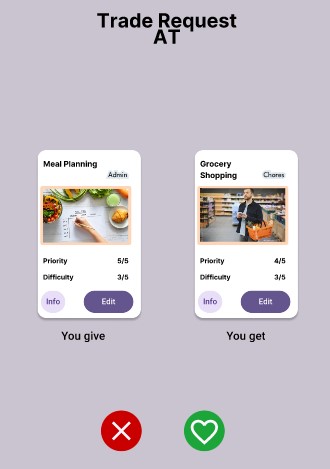 Trade Request
AT
Meal Planning
Admin
Priority 5/5
Difficulty 3/5
Info Edit
You give
Grocery
Shopping
Chores
Priority 4/5
Difficulty 3/5
Info Edit
You get